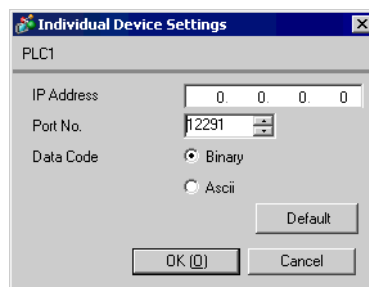 Individual Device Settings
PLC1
IP Address 0. 0. 0. 0
Port No. 12291
Data Code Binary
Ascii
Default
OK (O) Cancel